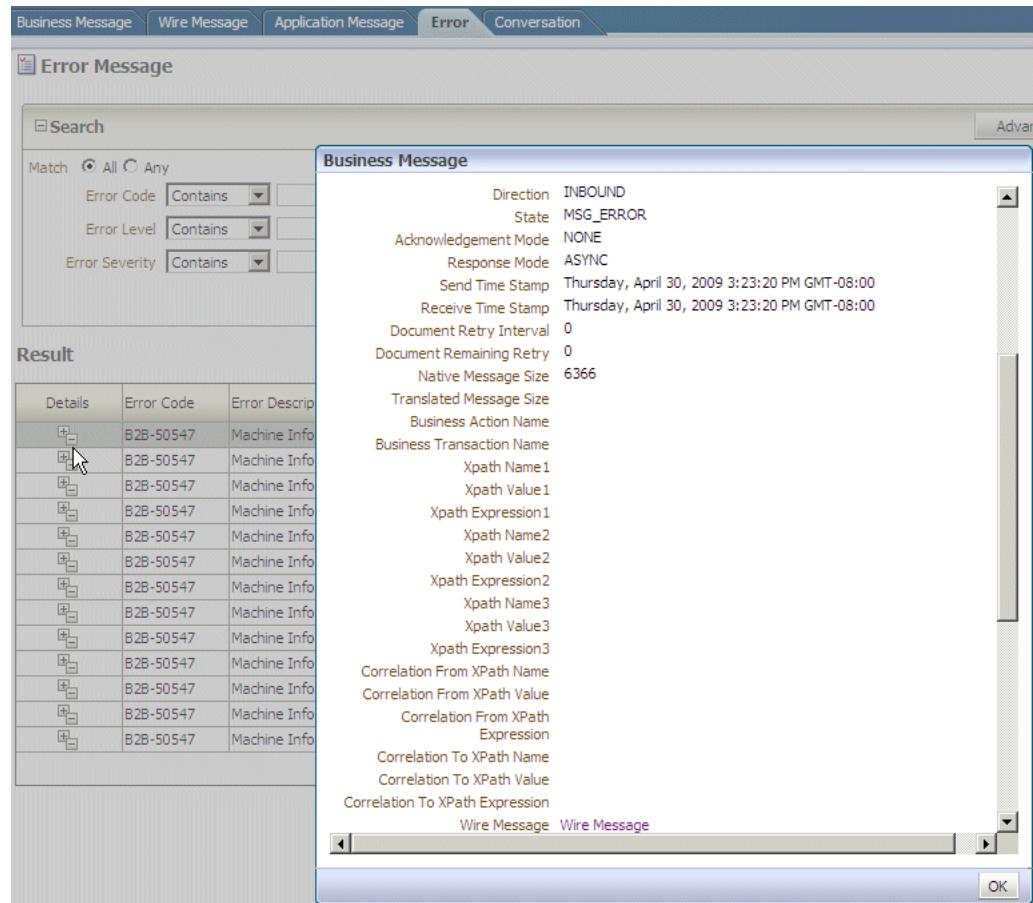 Business Message Wire Message Application Message Error Conversation
Error Message
Search
Match All Any
Error Code Contains
Error Level Contains
Error Severity Contains
Result
Details Error Code Error Descrip
B2B-50547 Machine Info
B2B-50547 Machine Info
B2B-50547 Machine Info
B2B-50547 Machine Info
B2B-50547 Machine Info
B2B-50547 Machine Info
B2B-50547 Machine Info
B2B-50547 Machine Info
B2B-50547 Machine Info
B2B-50547 Machine Info
B2B-50547 Machine Info
B2B-50547 Machine Info
B2B-50547 Machine Info
Advan
Business Message
Direction INBOUND
State MSG_ERROR
Acknowledgement Mode NONE
Response Mode ASYNC
Send Time Stamp Thursday, April 30, 2009 3:23:20 PM GMT-08:00
Receive Time Stamp Thursday, April 30, 2009 3:23:20 PM GMT-08:00
Document Retry Interval 0
Document Remaining Retry 0
Native Message Size 6366
Translated Message Size
Business Action Name
Business Transaction Name
Xpath Name1
Xpath Value1
Xpath Expression1
Xpath Name2
Xpath Value2
Xpath Expression2
Xpath Name3
Xpath Value3
Xpath Expression3
Correlation From XPath Name
Correlation From XPath Value
Correlation From XPath
Expression
Correlation To XPath Name
Correlation To XPath Value
Correlation To XPath Expression
Wire Message Wire Message
OK